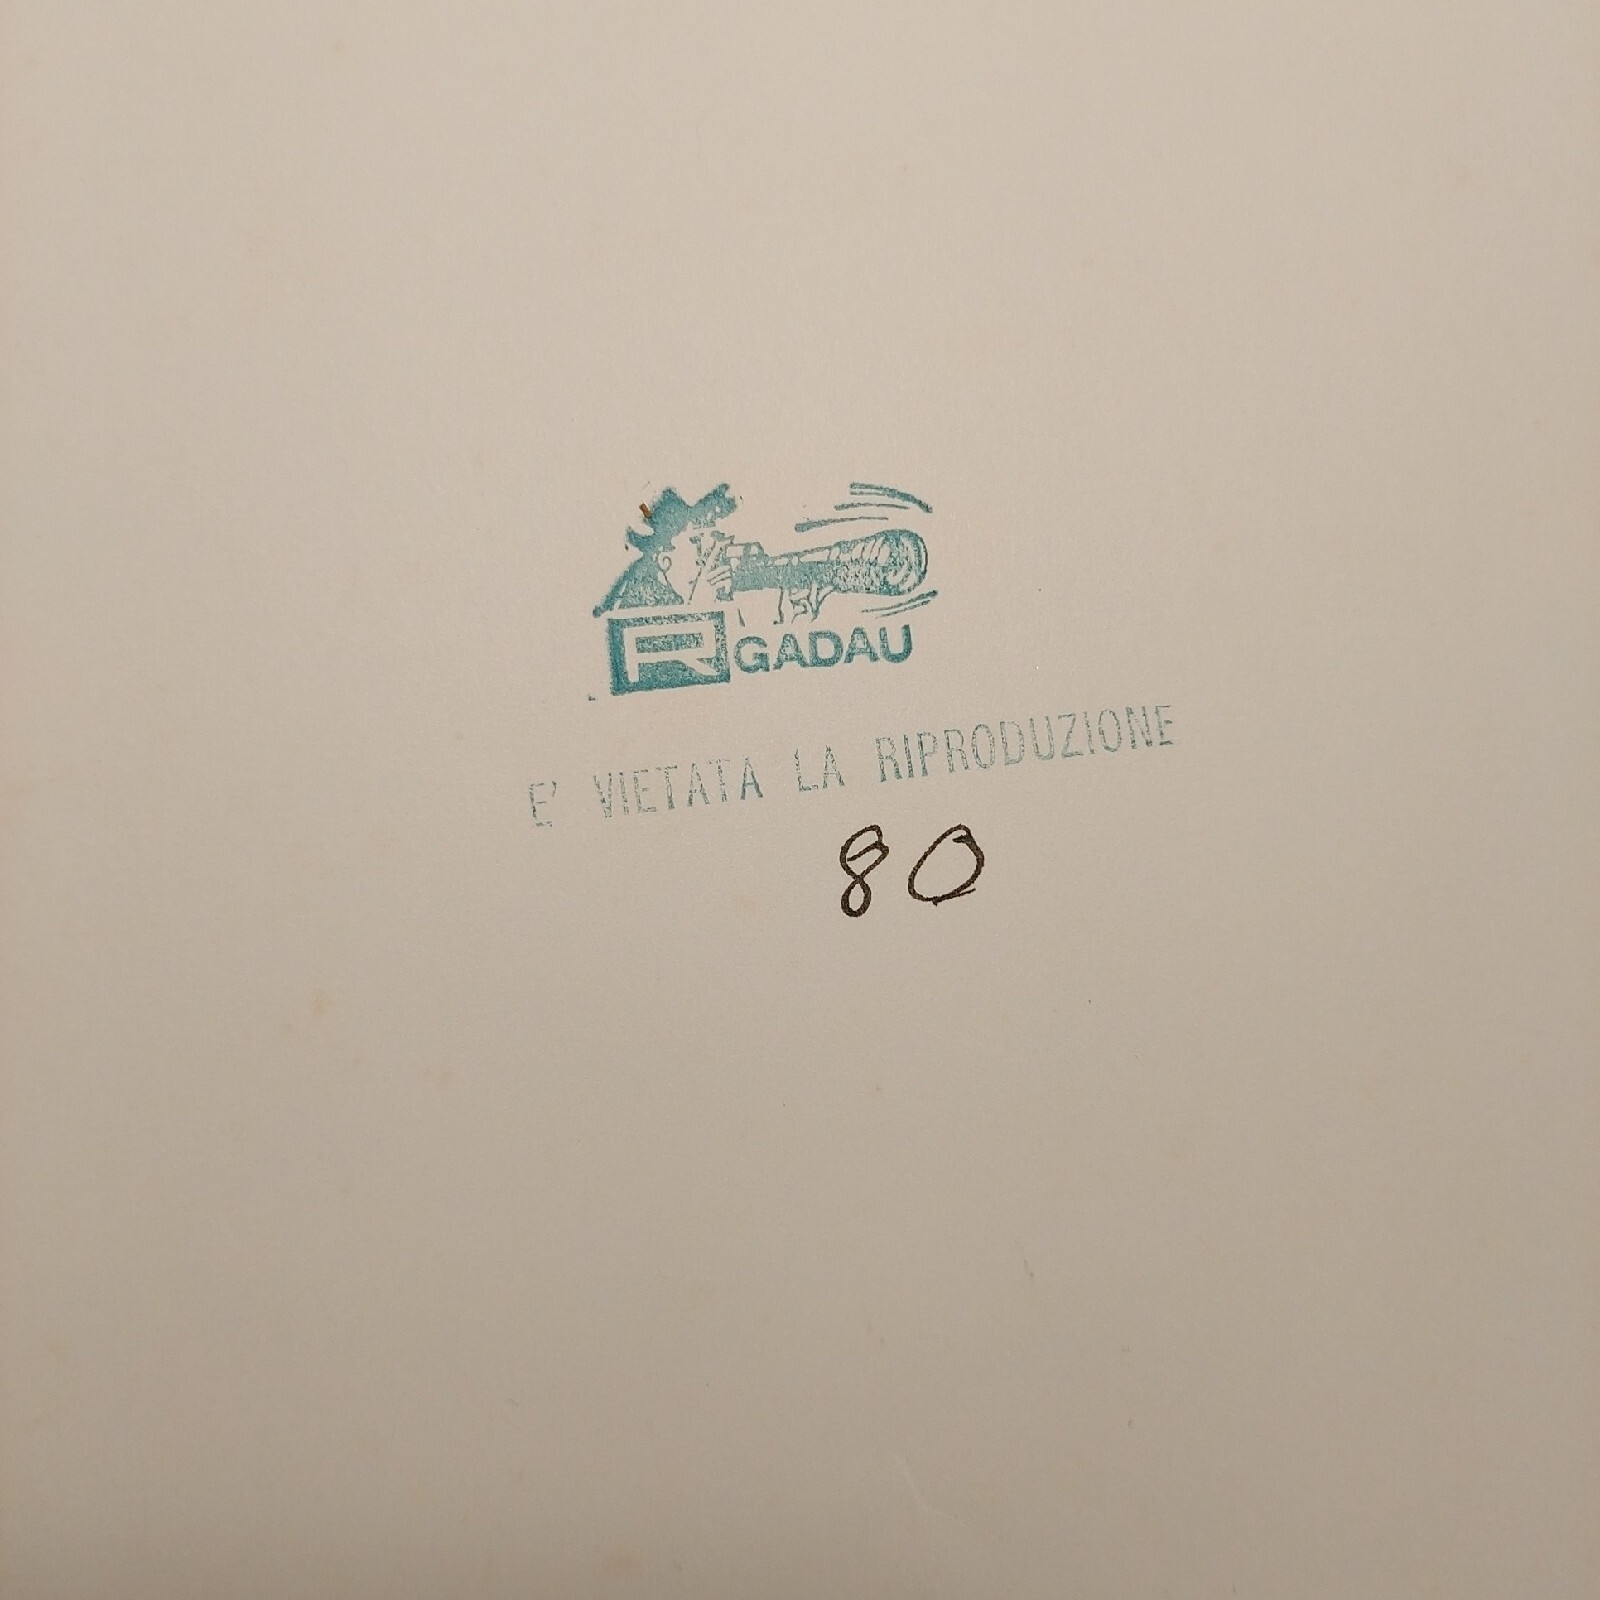 R GADAU
E' VIETATA LA RIPRODUZIONE
80